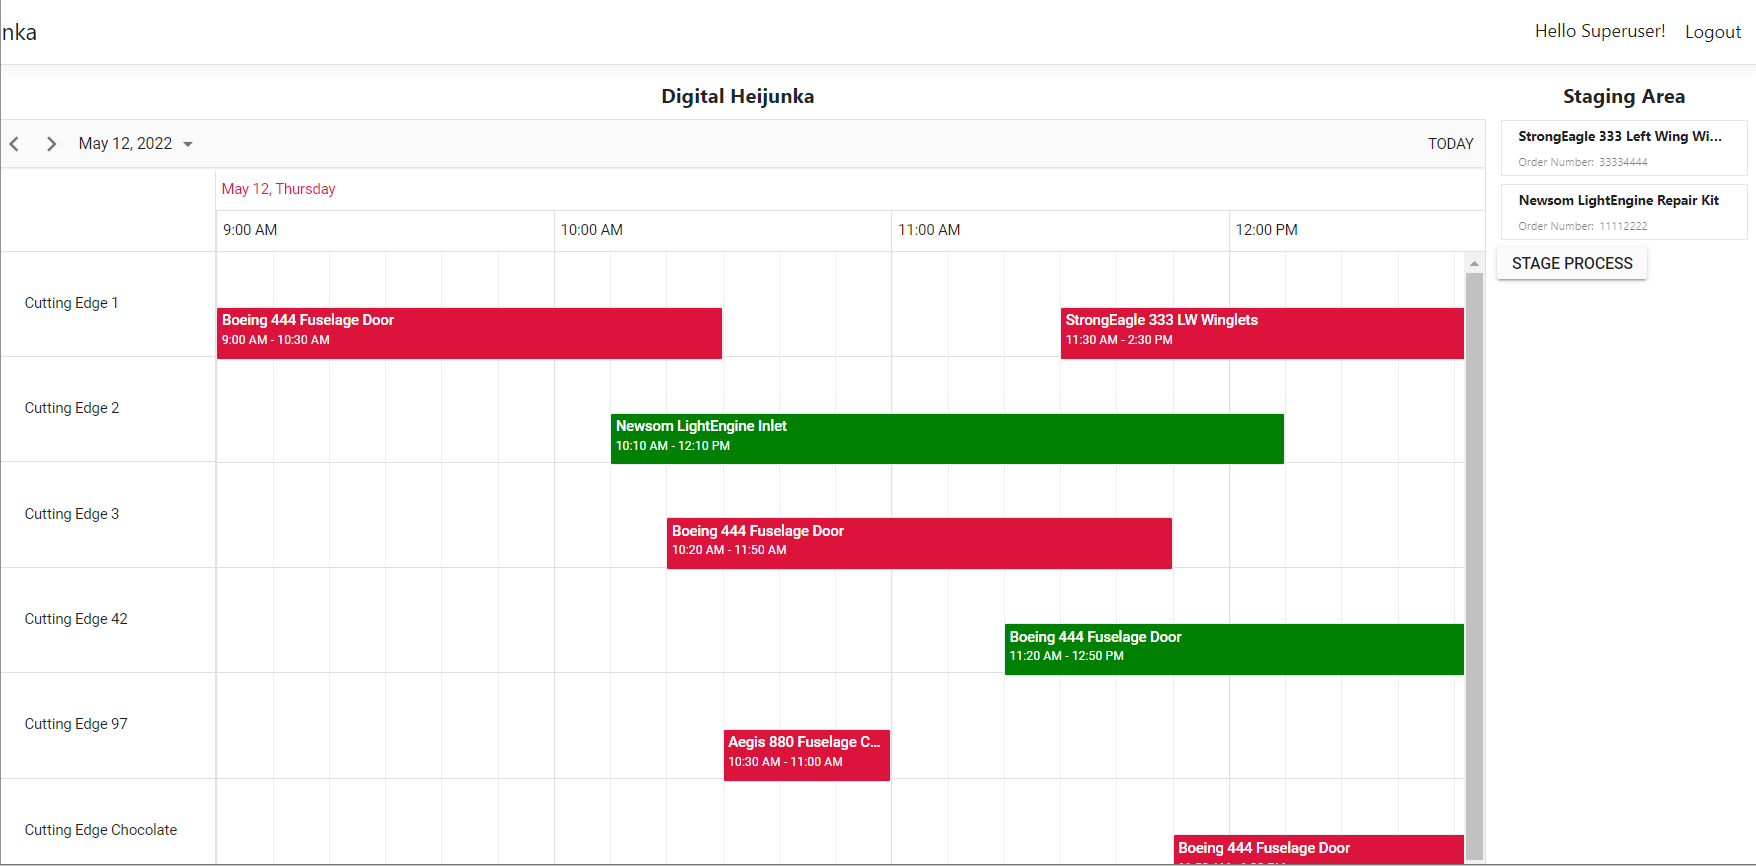 nka
Hello Superuser! Logout
Digital Heijunka
Staging Area
May 12, 2022
TODAY
StrongEagle 333 Left Wing Wi...
Order Number: 33334444
Newsom LightEngine Repair Kit
Order Number: 11112222
STAGE PROCESS
May 12, Thursday
9:00 AM 10:00 AM 11:00 AM 12:00 PM
Cutting Edge 1
Boeing 444 Fuselage Door
9:00 AM - 10:30 AM
StrongEagle 333 LW Winglets
11:30 AM - 2:30 PM
Cutting Edge 2
Newsom LightEngine Inlet
10:10 AM - 12:10 PM
Cutting Edge 3
Boeing 444 Fuselage Door
10:20 AM - 11:50 AM
Cutting Edge 42
Boeing 444 Fuselage Door
11:20 AM - 12:50 PM
Cutting Edge 97
Aegis 880 Fuselage C...
10:30 AM - 11:00 AM
Cutting Edge Chocolate
Boeing 444 Fuselage Door